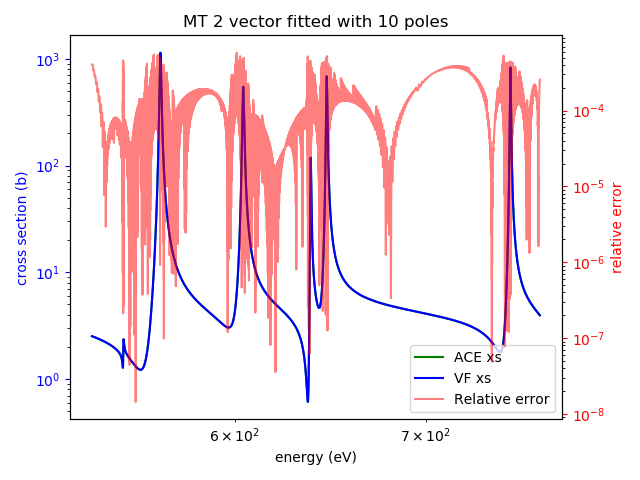 MT 2 vector fitted with 10 poles
10³
10²
10¹
10⁰
cross section (b)
10⁻⁴
10⁻⁵
10⁻⁶
10⁻⁷
10⁻⁸
relative error
ACE xs
VF xs
Relative error
6 × 10²
7 × 10²
energy (eV)